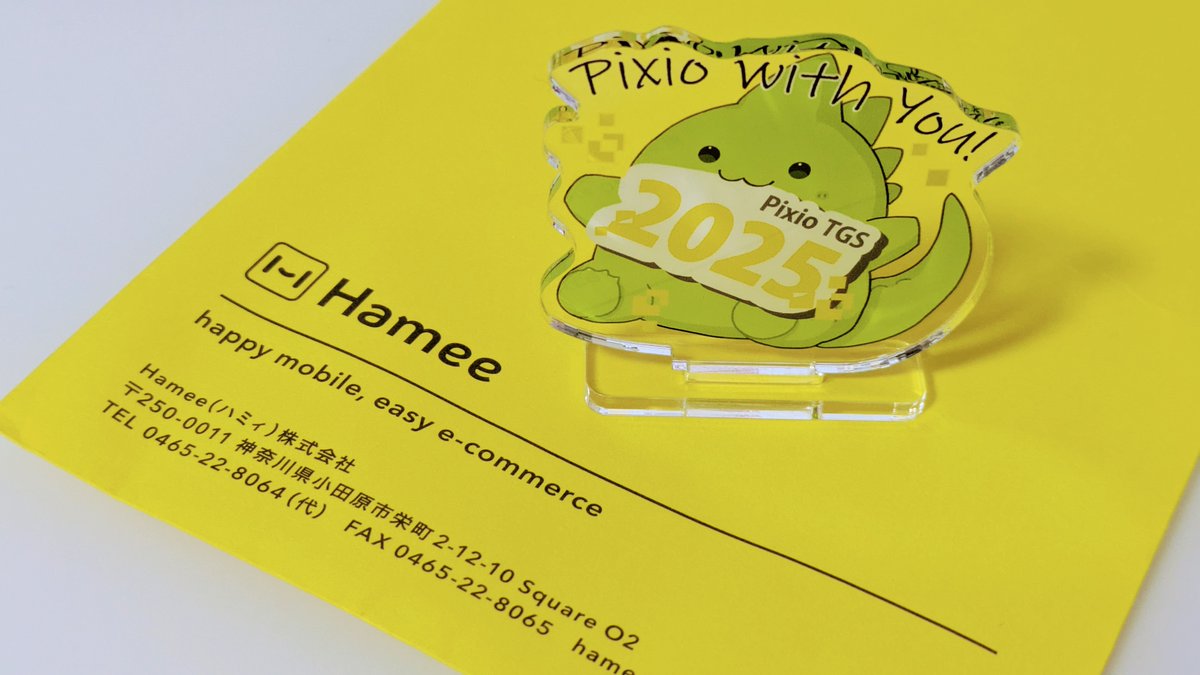 Pixio with You!
Pixio TGS
2025
Hamee
happy mobile, easy e-commerce
Hamee(ハミィ)株式会社
〒250-0011 神奈川県小田原市栄町2-12-10 Square O2
TEL 0465-22-8064(代) FAX 0465-22-8065 hame